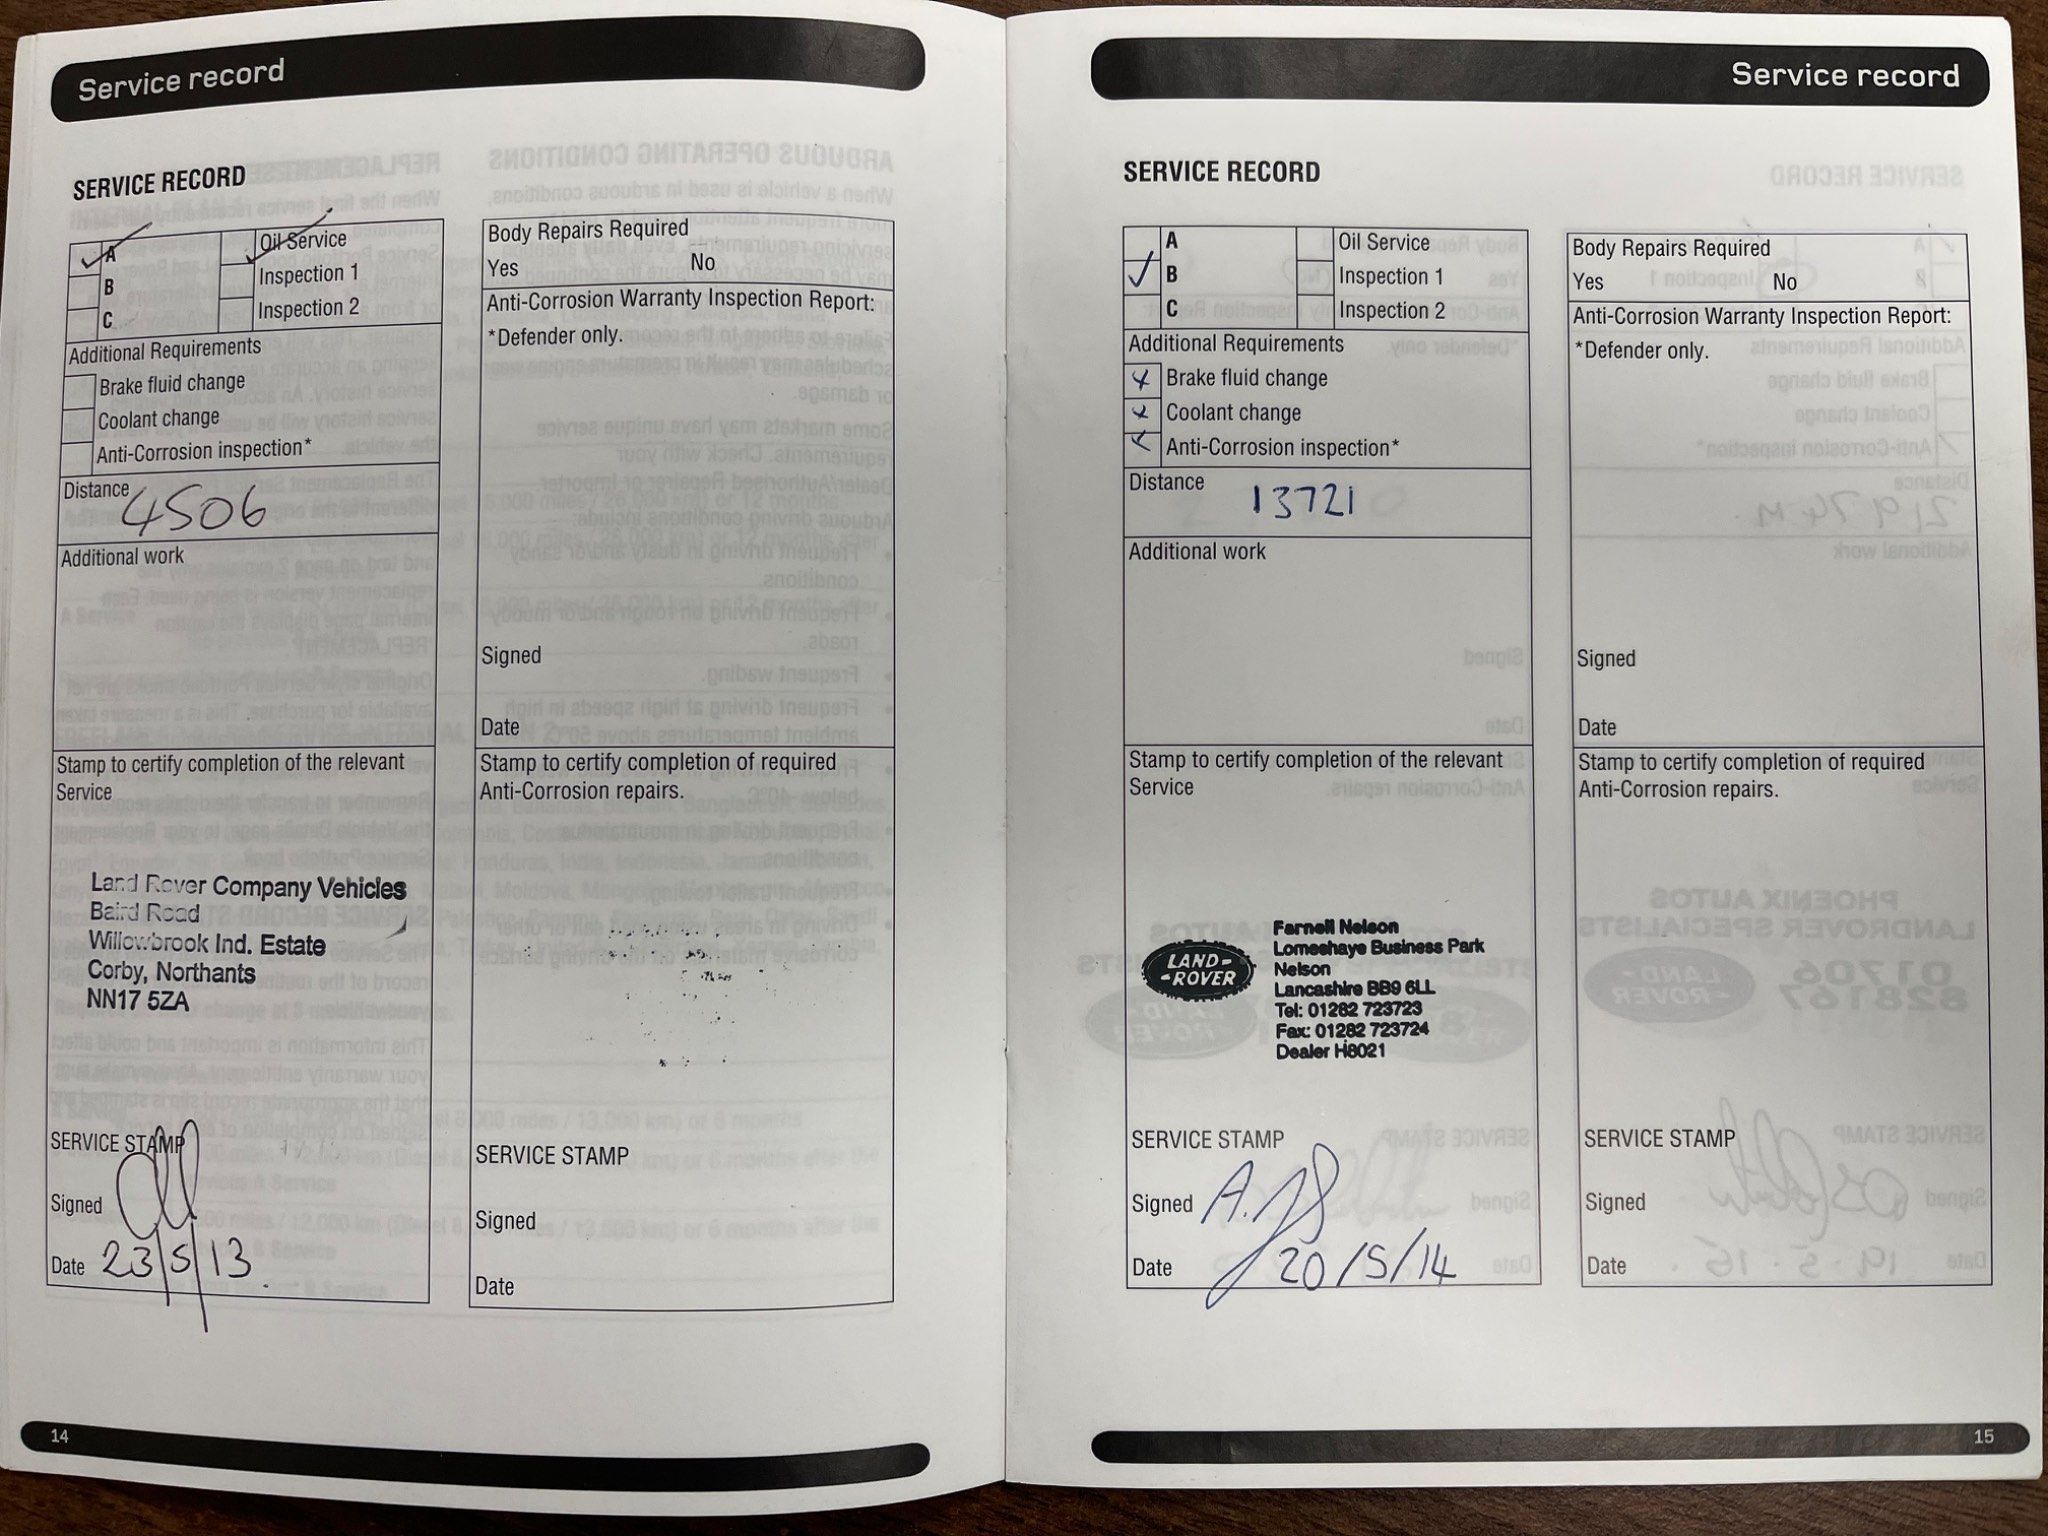 Service record
SERVICE RECORD
A
B
C
Oil Service
Inspection 1
Inspection 2
Additional Requirements
Brake fluid change
Coolant change
Anti-Corrosion inspection*
Distance
4506
Additional work
Stamp to certify completion of the relevant
Service
Land Rover Company Vehicles
Baird Road
Willowbrook Ind. Estate
Corby, Northants
NN17 5ZA
SERVICE STAMP
Signed
Date 23/5/13.
Body Repairs Required
Yes No
Anti-Corrosion Warranty Inspection Report:
*Defender only.
Signed
Date
Stamp to certify completion of required
Anti-Corrosion repairs.
SERVICE STAMP
Signed
Date
14
Service record
SERVICE RECORD
A
B
C
Oil Service
Inspection 1
Inspection 2
Additional Requirements
Brake fluid change
Coolant change
Anti-Corrosion inspection*
Distance 13721
Additional work
Stamp to certify completion of the relevant
Service
LAND-
-ROVER
Farnell Nelson
Lomeshaye Business Park
Nelson
Lancashire BB9 6LL
Tel: 01282 723723
Fax: 01282 723724
Dealer H8021
SERVICE STAMP
Signed
Date 20/5/14
Body Repairs Required
Yes No
Anti-Corrosion Warranty Inspection Report:
*Defender only.
Signed
Date
Stamp to certify completion of required
Anti-Corrosion repairs.
SERVICE STAMP
Signed
Date
15